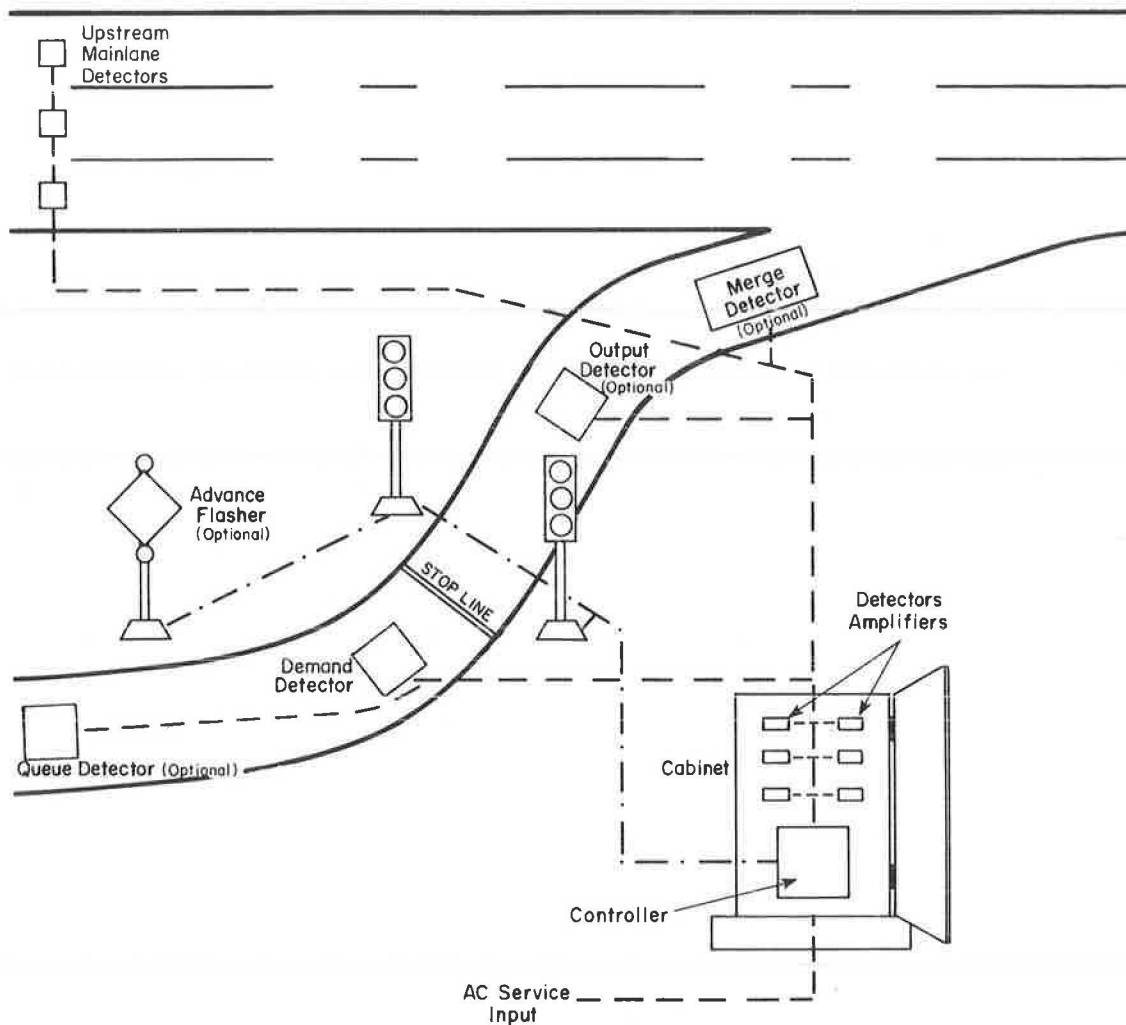 Upstream
Mainlane
Detectors
Merge
Detector
(Optional)
Output
Detector
(Optional)
Advance
Flasher
(Optional)
STOP LINE
Detectors
Amplifiers
Demand
Detector
Queue Detector (Optional)
Cabinet
Controller
AC Service
Input